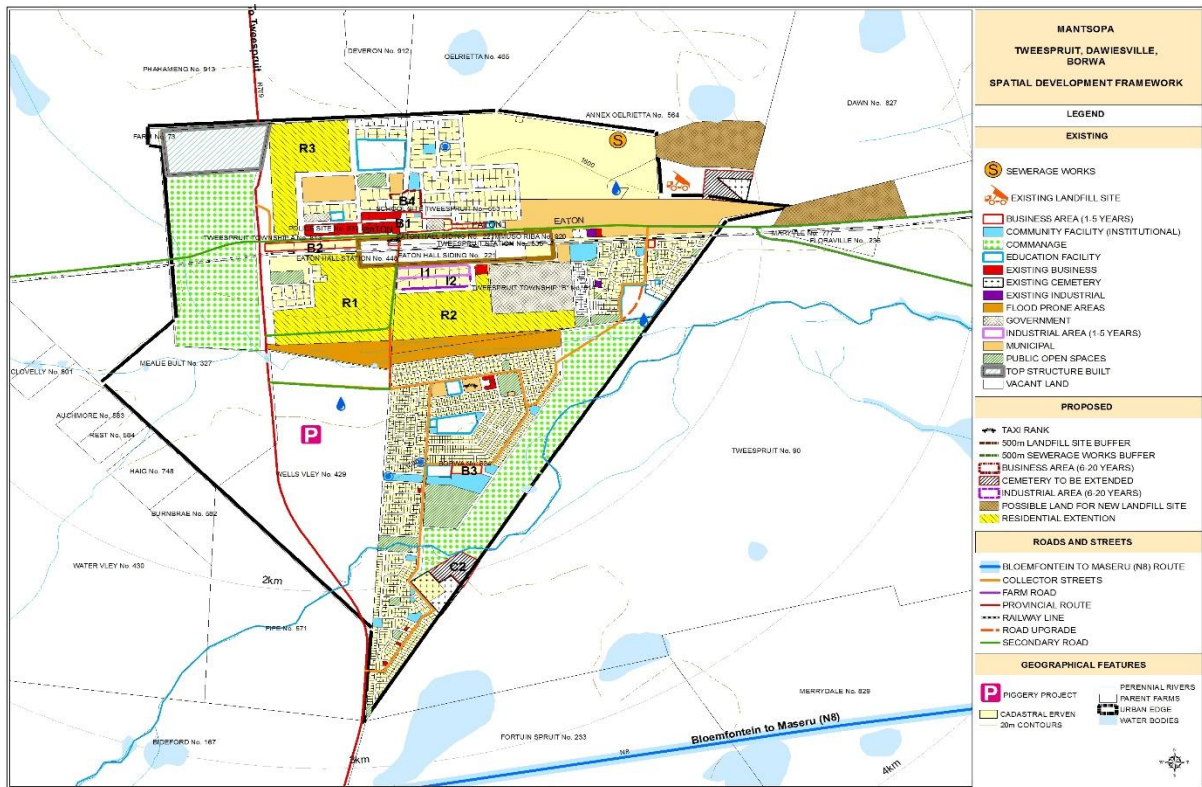 To Tweespruit
R709
DEVERON No. 912
OELRIETTA No. 465
PHAHAMENG No. 913
DAWN No. 827
ANNEX OELRIETTA No. 564
R3
S
1600
B4
B1
EATON
B2
TWEESPRUIT STATION No. 536
EATON HALL STATION No. 446
EATON HALL SIDING No. 221
I1
I2
R1
R2
MEALIE BULT No. 327
CLOVELLY No. 801
AUCHMORE No. 583
REST No. 584
P
HAIG No. 748
WELLS VLEY No. 429
TWEESPRUIT No. 90
B3
BURNBRAE No. 582
WATER VLEY No. 430
2km
C2
FIFE No. 571
MERRYDALE No. 829
Bloemfontein to Maseru (N8)
N8
BIDEFORD No. 167
FORTUIN SPRUIT No. 233
3km
4km
MANTSOPA
TWEESPRUIT, DAWIESVILLE,
BORWA
SPATIAL DEVELOPMENT FRAMEWORK
LEGEND
EXISTING
S SEWERAGE WORKS
EXISTING LANDFILL SITE
BUSINESS AREA (1-5 YEARS)
COMMUNITY FACILITY (INSTITUTIONAL)
COMMANAGE
EDUCATION FACILITY
EXISTING BUSINESS
EXISTING CEMETERY
EXISTING INDUSTRIAL
FLOOD PRONE AREAS
GOVERNMENT
INDUSTRIAL AREA (1-5 YEARS)
MUNICIPAL
PUBLIC OPEN SPACES
TOP STRUCTURE BUILT
VACANT LAND
PROPOSED
TAXI RANK
500m LANDFILL SITE BUFFER
500m SEWERAGE WORKS BUFFER
BUSINESS AREA (6-20 YEARS)
CEMETERY TO BE EXTENDED
INDUSTRIAL AREA (6-20 YEARS)
POSSIBLE LAND FOR NEW LANDFILL SITE
RESIDENTIAL EXTENTION
ROADS AND STREETS
BLOEMFONTEIN TO MASERU (N8) ROUTE
COLLECTOR STREETS
FARM ROAD
PROVINCIAL ROUTE
RAILWAY LINE
ROAD UPGRADE
SECONDARY ROAD
GEOGRAPHICAL FEATURES
P PIGGERY PROJECT
CADASTRAL ERVEN
20m CONTOURS
PERENNIAL RIVERS
PARENT FARMS
URBAN EDGE
WATER BODIES